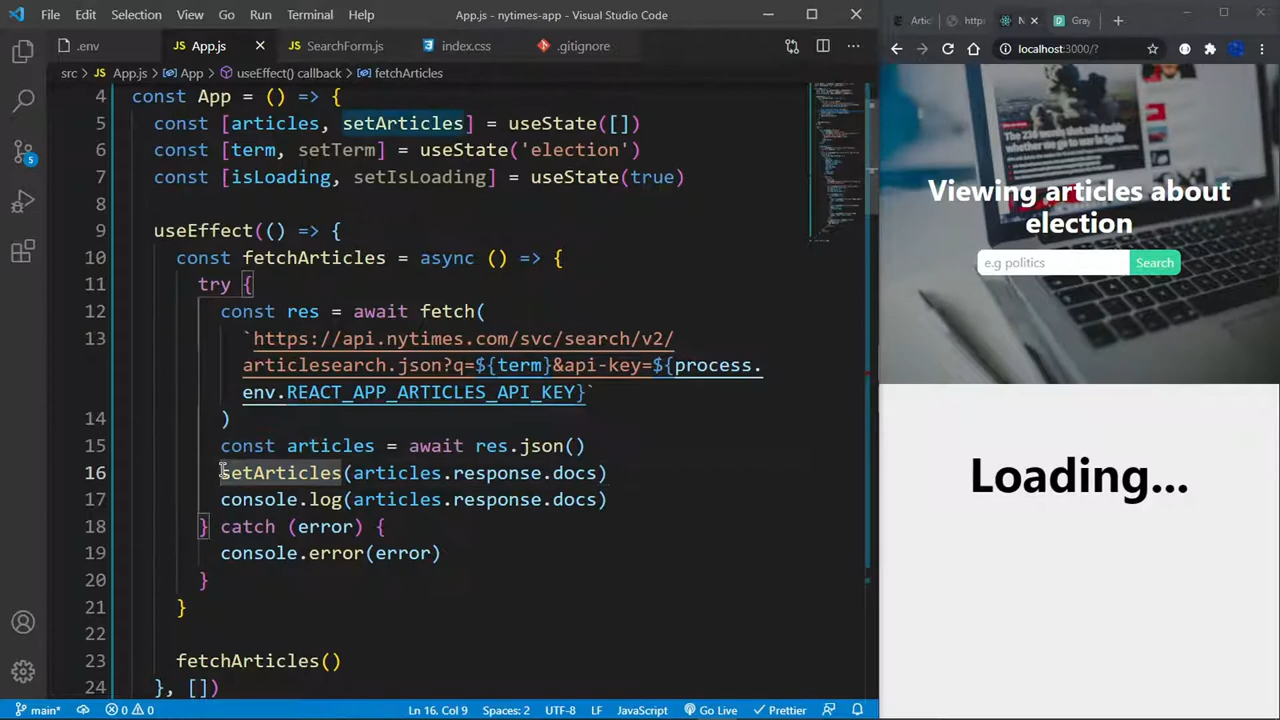 File Edit Selection View Go Run Terminal Help App.js - nytimes-app - Visual Studio Code
.env App.js SearchForm.js index.css .gitignore
src > App.js > App > useEffect() callback > fetchArticles
4 const App = () => {
5 const [articles, setArticles] = useState([])
6 const [term, setTerm] = useState('election')
7 const [isLoading, setIsLoading] = useState(true)
8
9 useEffect(() => {
10 const fetchArticles = async () => {
11 try {
12 const res = await fetch(
13 `https://api.nytimes.com/svc/search/v2/
articlesearch.json?q=${term}&api-key=${process.
env.REACT_APP_ARTICLES_API_KEY}`
14 )
15 const articles = await res.json()
16 setArticles(articles.response.docs)
17 console.log(articles.response.docs)
18 } catch (error) {
19 console.error(error)
20 }
21 }
22
23 fetchArticles()
24 }, [])
5
main* 0 0 Ln 16, Col 9 Spaces: 2 UTF-8 LF JavaScript Go Live Prettier
Artic https: N Gray
localhost:3000/?
Viewing articles about
election
e.g politics Search
Loading...